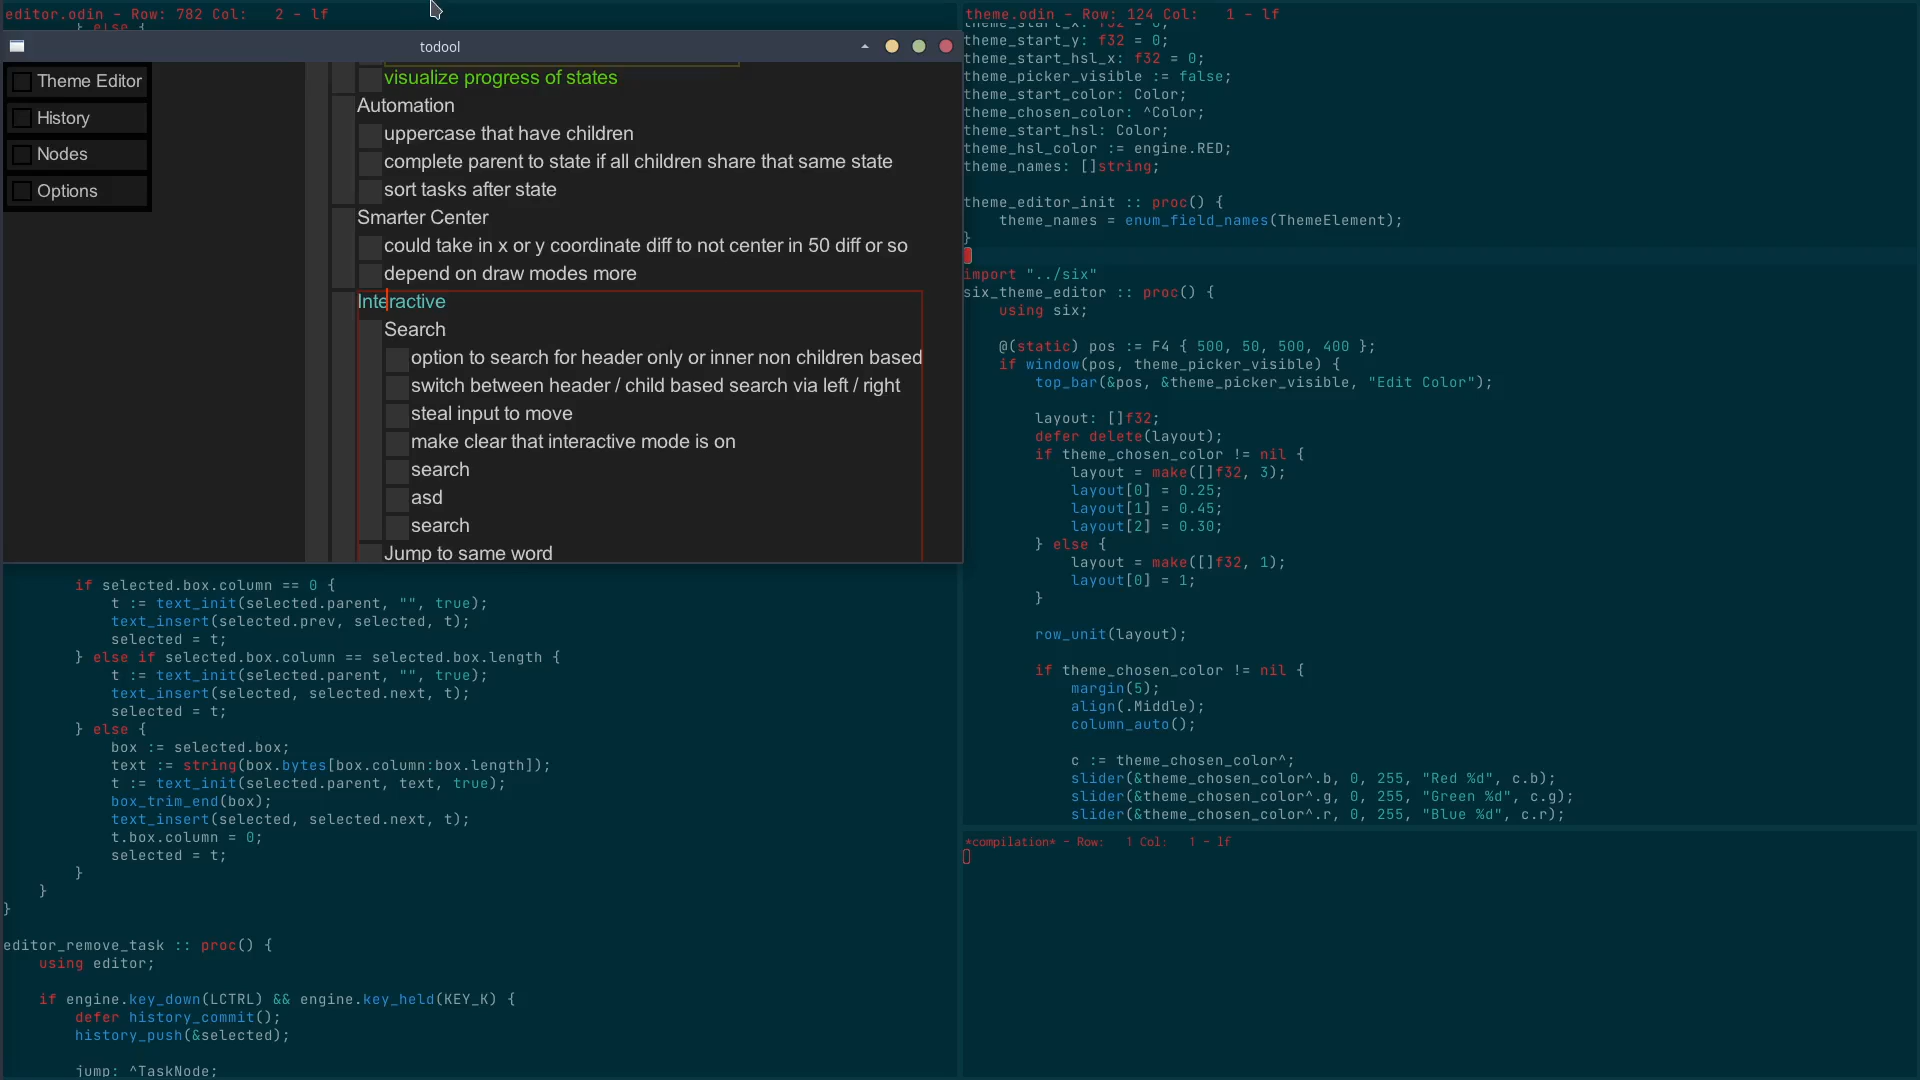 editor.odin - Row: 782 Col:   2 - lf
} else {
todool
Theme Editor
History
Nodes
Options
visualize progress of states
Automation
uppercase that have children
complete parent to state if all children share that same state
sort tasks after state
Smarter Center
could take in x or y coordinate diff to not center in 50 diff or so
depend on draw modes more
Interactive
Search
option to search for header only or inner non children based
switch between header / child based search via left / right
steal input to move
make clear that interactive mode is on
search
asd
search
Jump to same word
if selected.box.column == 0 {
t := text_init(selected.parent, "", true);
text_insert(selected.prev, selected, t);
selected = t;
} else if selected.box.column == selected.box.length {
t := text_init(selected.parent, "", true);
text_insert(selected, selected.next, t);
selected = t;
} else {
box := selected.box;
text := string(box.bytes[box.column:box.length]);
t := text_init(selected.parent, text, true);
box_trim_end(box);
text_insert(selected, selected.next, t);
t.box.column = 0;
selected = t;
}
}
}
editor_remove_task :: proc() {
using editor;
if engine.key_down(LCTRL) && engine.key_held(KEY_K) {
defer history_commit();
history_push(&selected);
jump: ^TaskNode;
theme.odin - Row: 124 Col:   1 - lf
theme_start_x: f32 = 0;
theme_start_y: f32 = 0;
theme_start_hsl_x: f32 = 0;
theme_picker_visible := false;
theme_start_color: Color;
theme_chosen_color: ^Color;
theme_start_hsl: Color;
theme_hsl_color := engine.RED;
theme_names: []string;
theme_editor_init :: proc() {
theme_names = enum_field_names(ThemeElement);
}
import "../six"
six_theme_editor :: proc() {
using six;
@(static) pos := F4 { 500, 50, 500, 400 };
if window(pos, theme_picker_visible) {
top_bar(&pos, &theme_picker_visible, "Edit Color");
layout: []f32;
defer delete(layout);
if theme_chosen_color != nil {
layout = make([]f32, 3);
layout[0] = 0.25;
layout[1] = 0.45;
layout[2] = 0.30;
} else {
layout = make([]f32, 1);
layout[0] = 1;
}
row_unit(layout);
if theme_chosen_color != nil {
margin(5);
align(.Middle);
column_auto();
c := theme_chosen_color^;
slider(&theme_chosen_color^.b, 0, 255, "Red %d", c.b);
slider(&theme_chosen_color^.g, 0, 255, "Green %d", c.g);
slider(&theme_chosen_color^.r, 0, 255, "Blue %d", c.r);
*compilation* - Row:   1 Col:   1 - lf